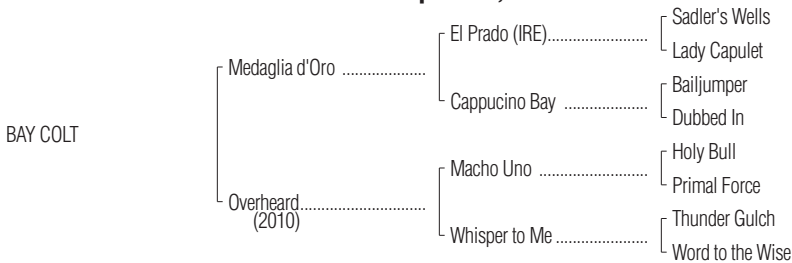 Sadler's Wells
El Prado (IRE)......................
Lady Capulet
Medaglia d'Oro .....................
Bailjumper
Cappucino Bay .....................
Dubbed In
BAY COLT
Holy Bull
Macho Uno ..........................
Primal Force
Overheard...............................
(2010)
Thunder Gulch
Whisper to Me ......................
Word to the Wise